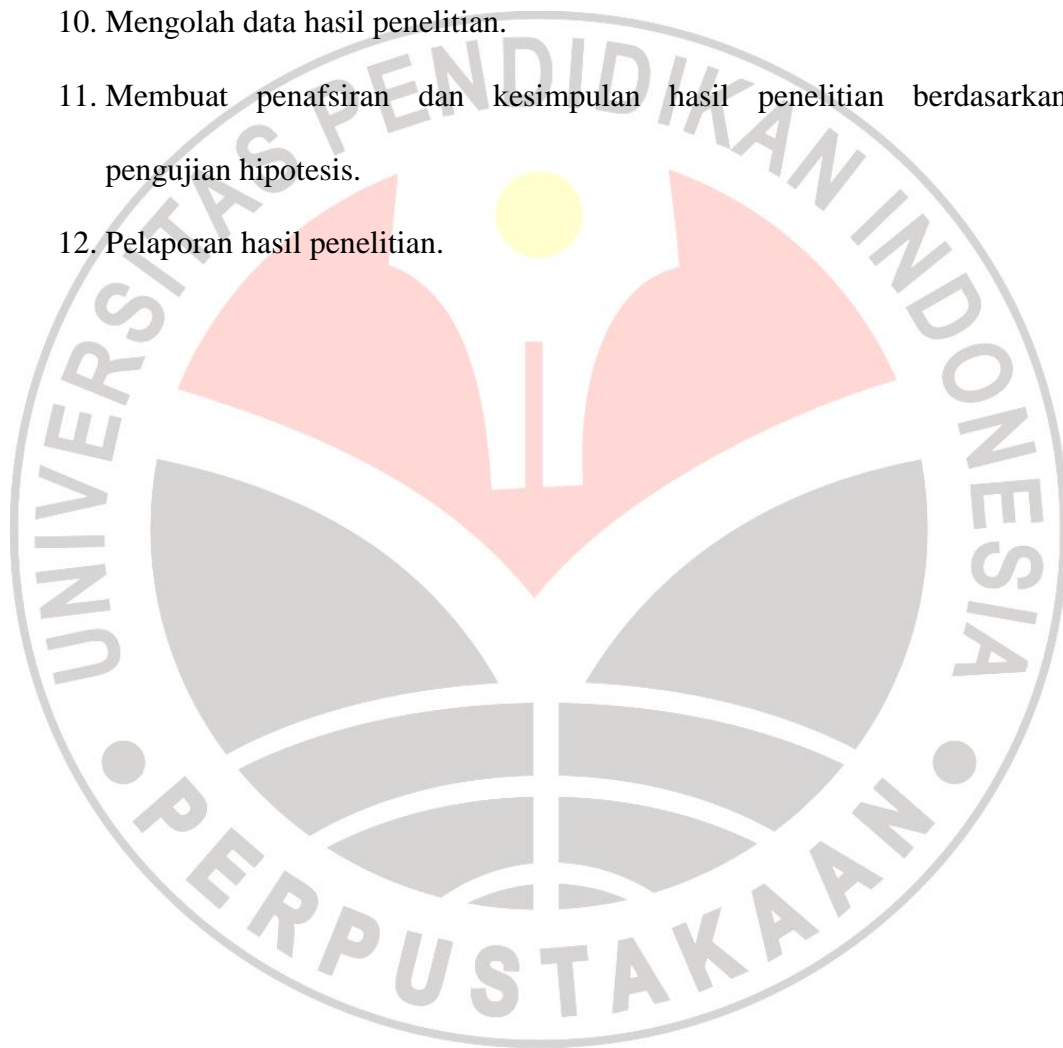 10. Mengolah data hasil penelitian.
11. Membuat penafsiran dan kesimpulan hasil penelitian berdasarkan
pengujian hipotesis.
12. Pelaporan hasil penelitian.
UNIVERSITAS PENDIDIKAN INDONESIA
PERPUSTAKAAN